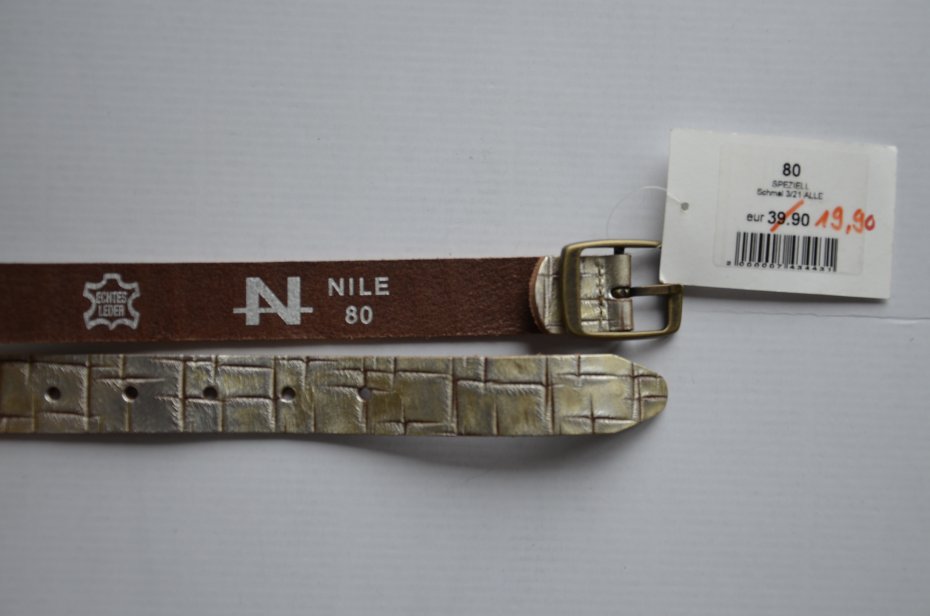 80
SPEZIELL
Schmal 3/21 ALLE
eur 39.90 19,90
ECHTES
LEDER
N NILE
80